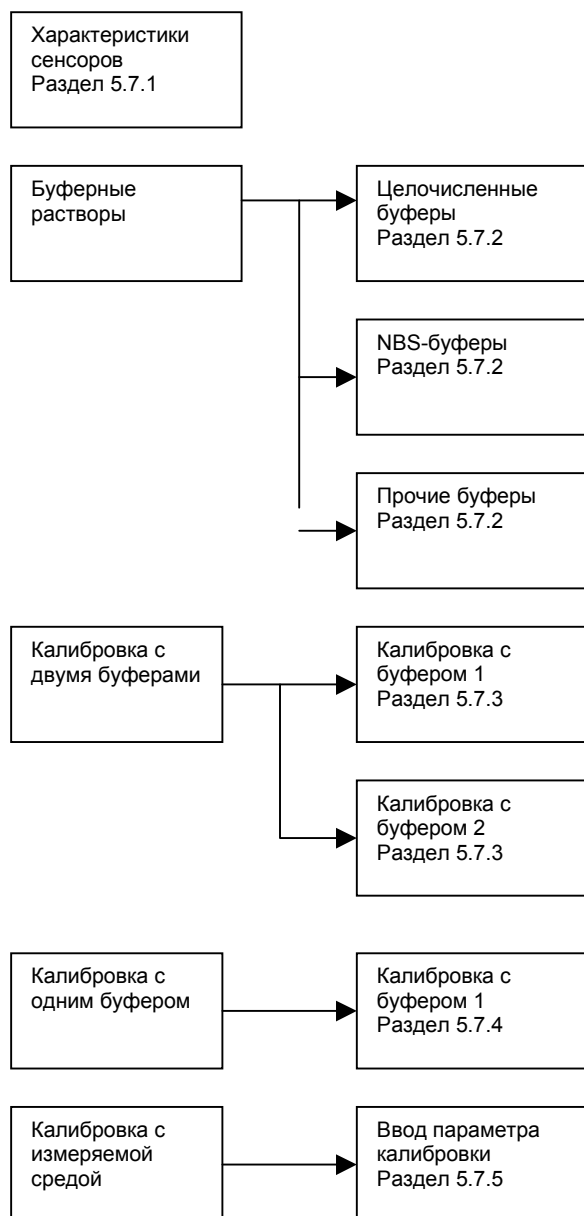 Характеристики
сенсоров
Раздел 5.7.1
Буферные
растворы
Целочисленные
буферы
Раздел 5.7.2
NBS-буферы
Раздел 5.7.2
Прочие буферы
Раздел 5.7.2
Калибровка с
двумя буферами
Калибровка с
буфером 1
Раздел 5.7.3
Калибровка с
буфером 2
Раздел 5.7.3
Калибровка с
одним буфером
Калибровка с
буфером 1
Раздел 5.7.4
Калибровка с
измеряемой
средой
Ввод параметра
калибровки
Раздел 5.7.5